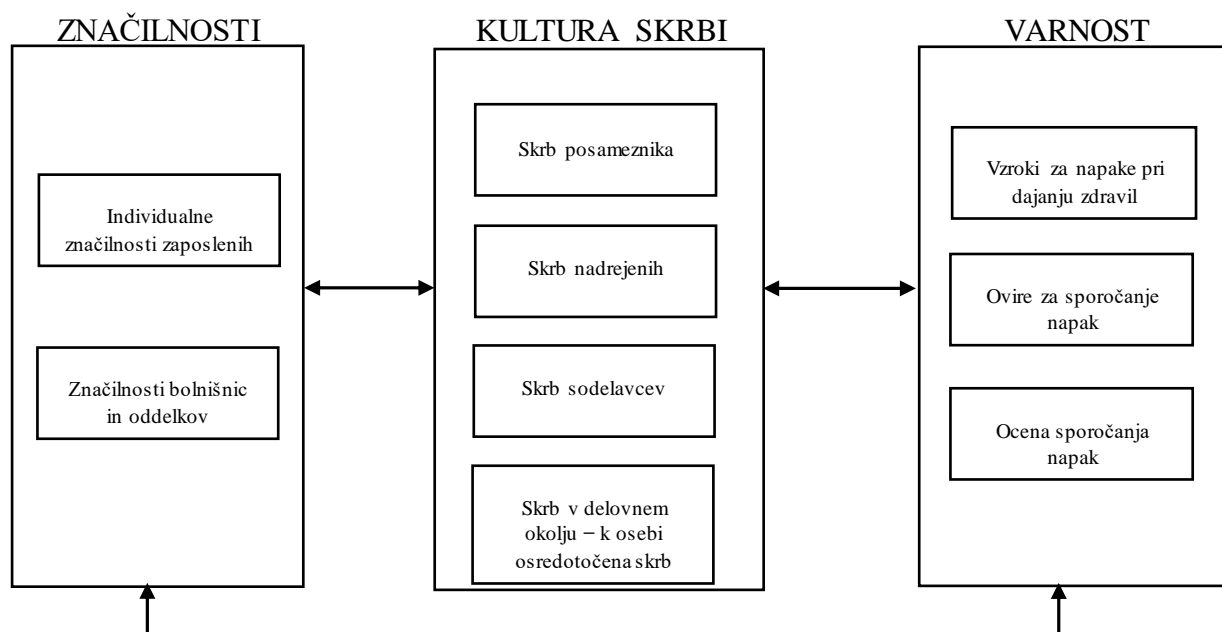 ZNAČILNOSTI
Individualne
značilnosti zaposlenih
Značilnosti bolnišnic
in oddelkov
KULTURA SKRBI
Skrb posameznika
Skrb nadrejenih
Skrb sodelavcev
Skrb v delovnem
okolju – k osebi
osredotočena skrb
VARNOST
Vzroki za napake pri
dajanju zdravil
Ovire za sporočanje
napak
Ocena sporočanja
napak